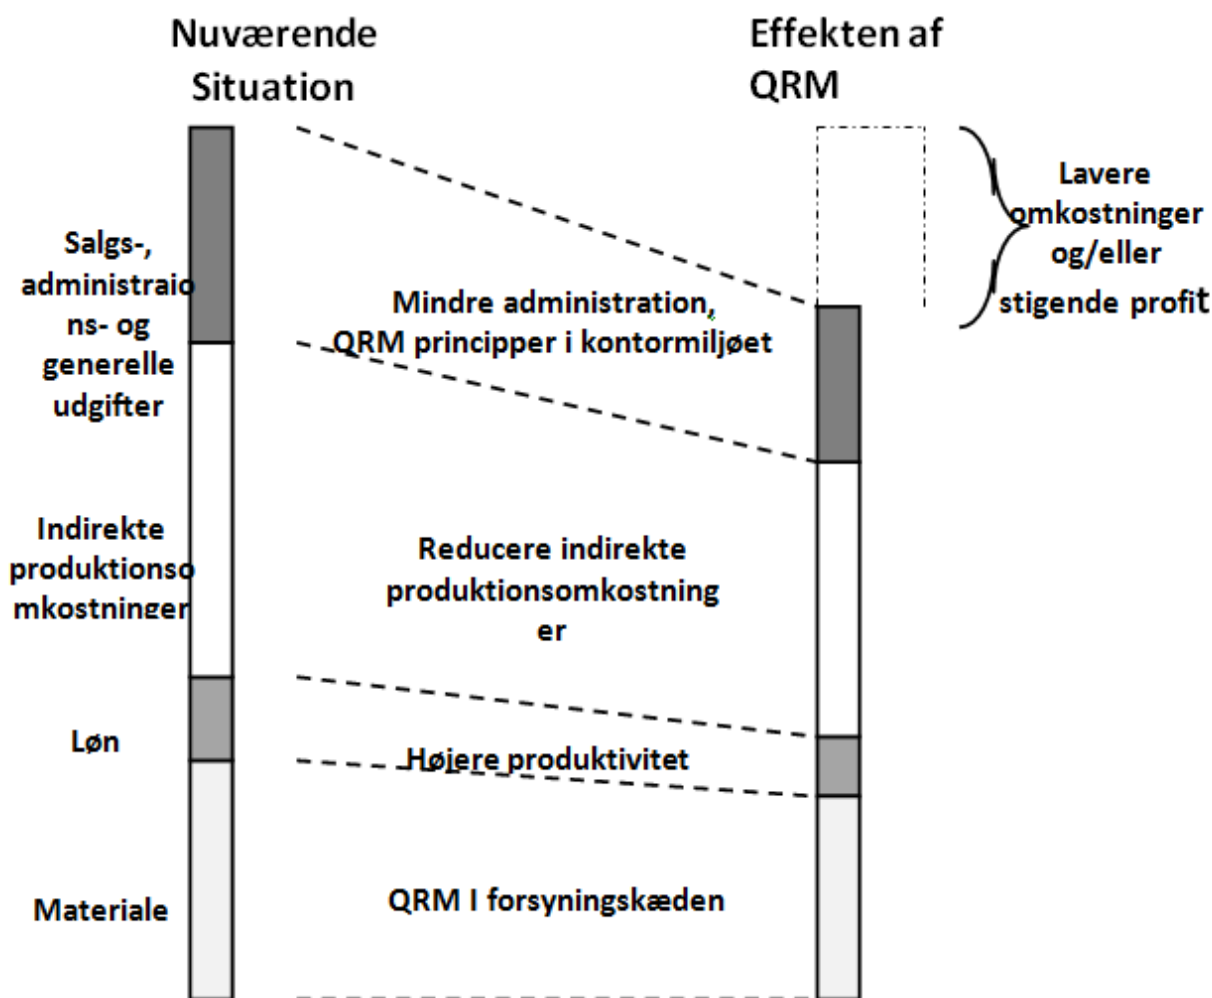 Nuværende
Situation
Effekten af
QRM
Lavere
omkostninger
og/eller
stigende profit
Salgs-,
administraio
ns- og
generelle
udgifter
Mindre administration,
QRM principper i kontormiljøet
Indirekte
produktionso
mkostninger
Reducere indirekte
produktionsomkostning
er
Løn
Højere produktivitet
Materiale
QRM I forsyningskæden